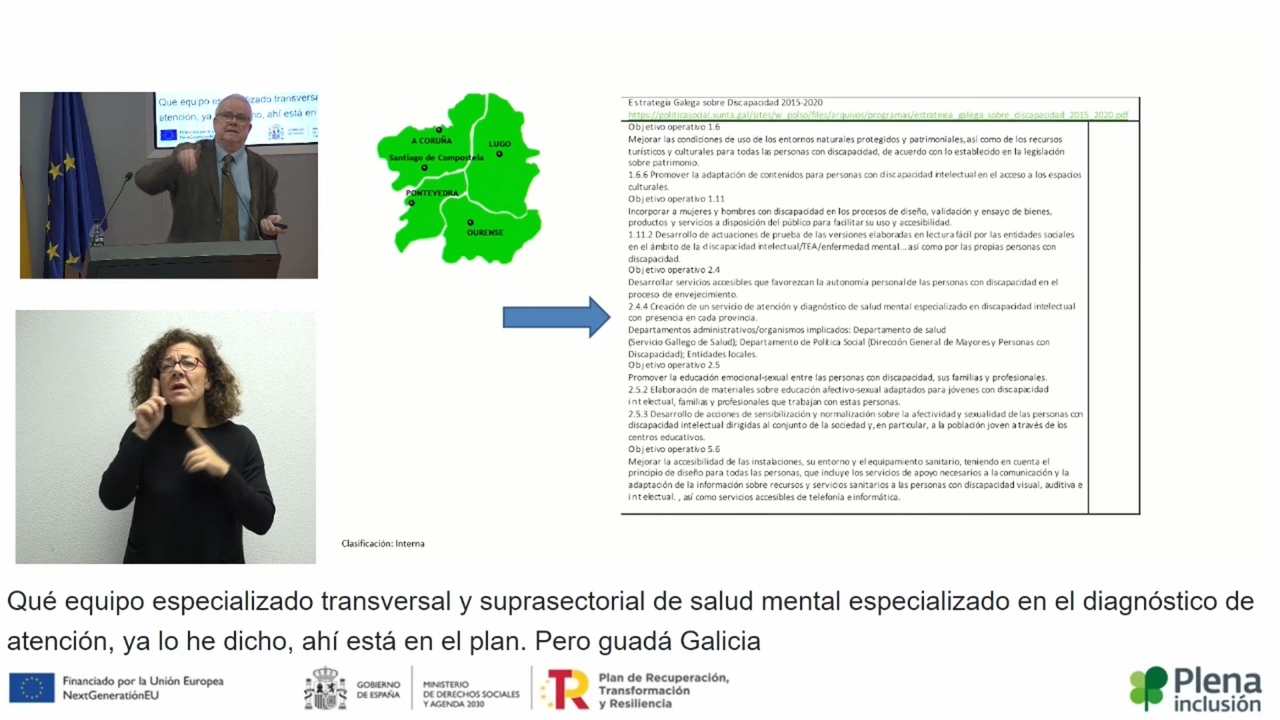 Qué equipo especializado transversa
atención, ya lo he dicho, ahí está en
A CORUÑA
LUGO
Santiago de Compostela
PONTEVEDRA
OURENSE
Estrategia Galega sobre Discapacidad 2015-2020
https://politicasocial.xunta.gal/sites/w_polso/files/arquivos/programas/estratexia_galega_sobre_discapacidad_2015_2020.pdf
Objetivo operativo 1.6
Mejorar las condiciones de uso de los entornos naturales protegidos y patrimoniales, así como de los recursos
turísticos y culturales para todas las personas con discapacidad, de acuerdo con lo establecido en la legislación
sobre patrimonio.
1.6.6 Promover la adaptación de contenidos para personas con discapacidad intelectual en el acceso a los espacios
culturales.
Objetivo operativo 1.11
Incorporar a mujeres y hombres con discapacidad en los procesos de diseño, validación y ensayo de bienes,
productos y servicios a disposición del público para facilitar su uso y accesibilidad.
1.11.2 Desarrollo de actuaciones de prueba de las versiones elaboradas en lectura fácil por las entidades sociales
en el ámbito de la discapacidad intelectual/TEA/enfermedad mental... así como por las propias personas con
discapacidad.
Objetivo operativo 2.4
Desarrollar servicios accesibles que favorezcan la autonomía personal de las personas con discapacidad en el
proceso de envejecimiento.
2.4.4 Creación de un servicio de atención y diagnóstico de salud mental especializado en discapacidad intelectual
con presencia en cada provincia.
Departamentos administrativos/organismos implicados: Departamento de salud
(Servicio Gallego de Salud); Departamento de Política Social (Dirección General de Mayores y Personas con
Discapacidad); Entidades locales.
Objetivo operativo 2.5
Promover la educación emocional-sexual entre las personas con discapacidad, sus familias y profesionales.
2.5.2 Elaboración de materiales sobre educación afectivo-sexual adaptados para jóvenes con discapacidad
intelectual, familias y profesionales que trabajan con estas personas.
2.5.3 Desarrollo de acciones de sensibilización y normalización sobre la afectividad y sexualidad de las personas con
discapacidad intelectual dirigidas al conjunto de la sociedad y, en particular, a la población joven a través de los
centros educativos.
Objetivo operativo 5.6
Mejorar la accesibilidad de las instalaciones, su entorno y el equipamiento sanitario, teniendo en cuenta el
principio de diseño para todas las personas, que incluye los servicios de apoyo necesarios a la comunicación y la
adaptación de la información sobre recursos y servicios sanitarios a las personas con discapacidad visual, auditiva e
intelectual. , así como servicios accesibles de telefonía e informática.
Clasificación: Interna
Qué equipo especializado transversal y suprasectorial de salud mental especializado en el diagnóstico de
atención, ya lo he dicho, ahí está en el plan. Pero guadá Galicia
Financiado por la Unión Europea
NextGenerationEU
GOBIERNO
DE ESPAÑA
MINISTERIO
DE DERECHOS SOCIALES
Y AGENDA 2030
Plan de Recuperación,
Transformación
y Resiliencia
Plena
inclusión